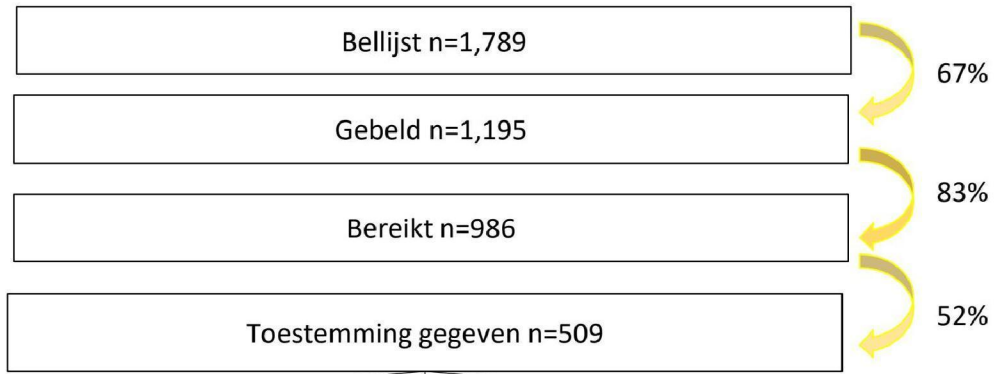 Bellijst n=1,789
67%
Gebeld n=1,195
83%
Bereikt n=986
52%
Toestemming gegeven n=509